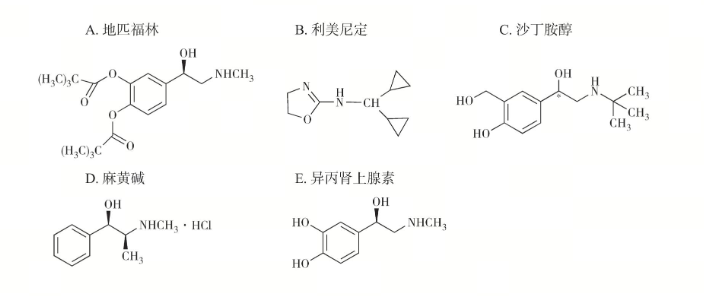 A. 地匹福林 B. 利美尼定 C. 沙丁胺醇
OH
(H₃C)₃C O NHCH₃
O
O
(H₃C)₃C O
N H
N CH
O
OH H
HO N CH₃
* CH₃
HO CH₃
D. 麻黄碱 E. 异丙肾上腺素
OH
NHCH₃ · HCl
CH₃
OH
HO NHCH₃
HO